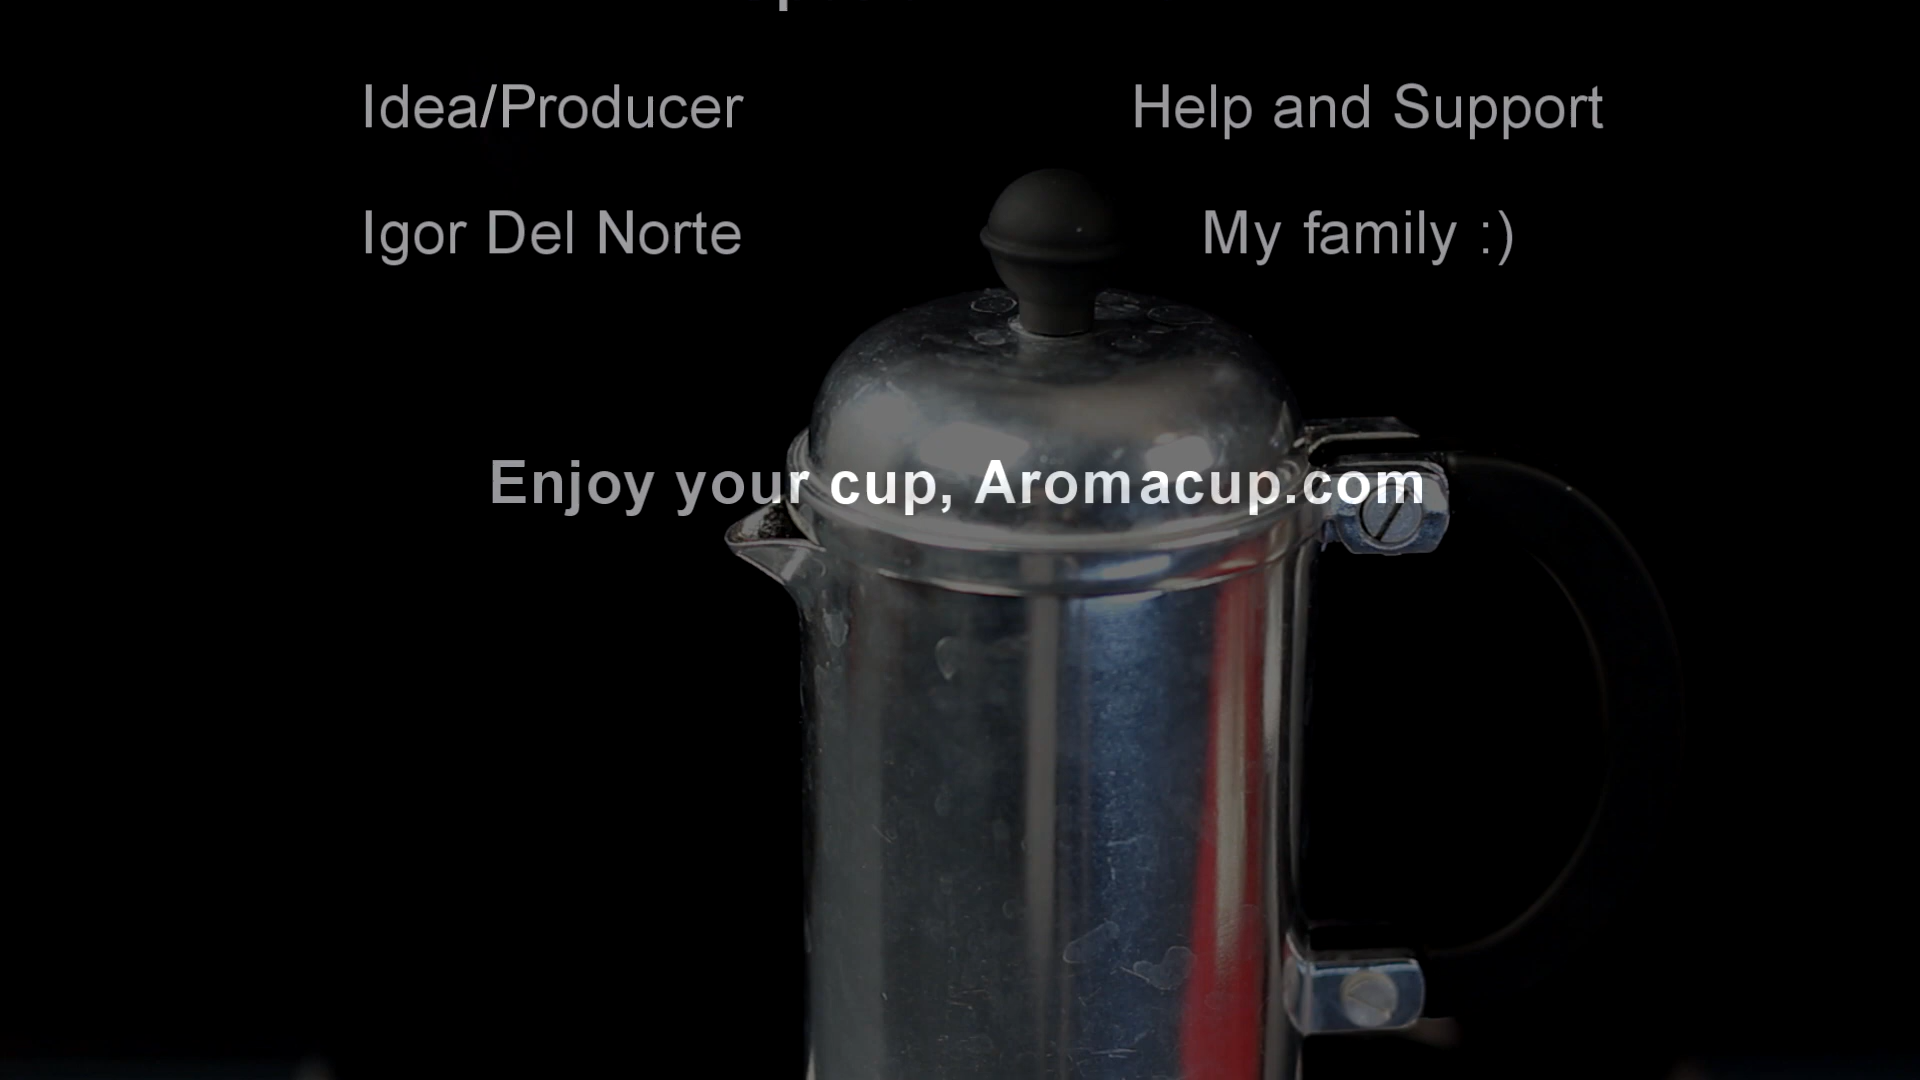 Idea/Producer
Help and Support
Igor Del Norte
My family :)
Enjoy your cup, Aromacup.com